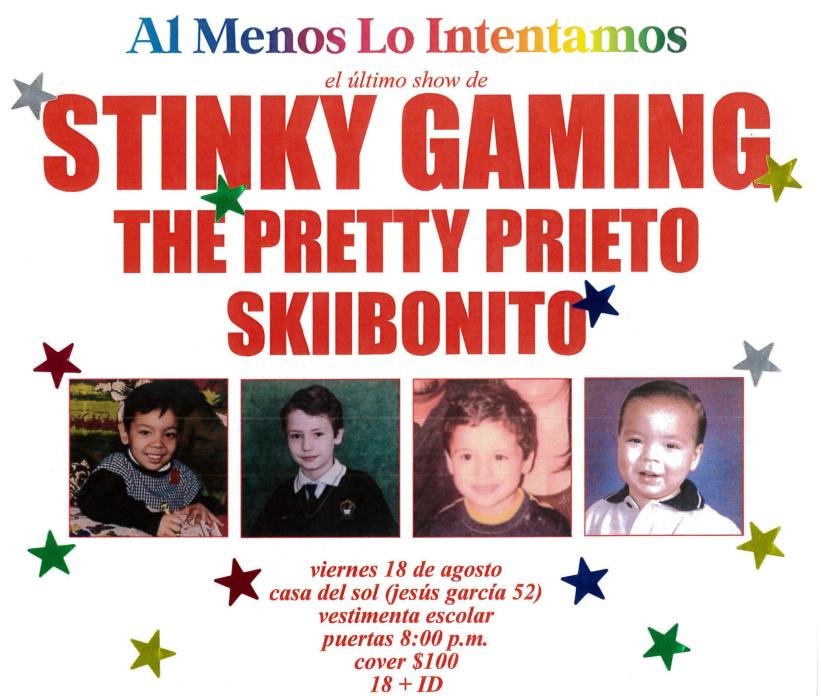 Al Menos Lo Intentamos
el último show de
STINKY GAMING
THE PRETTY PRIETO
SKIIBONITO
viernes 18 de agosto
casa del sol (jesús garcía 52)
vestimenta escolar
puertas 8:00 p.m.
cover $100
18 + ID